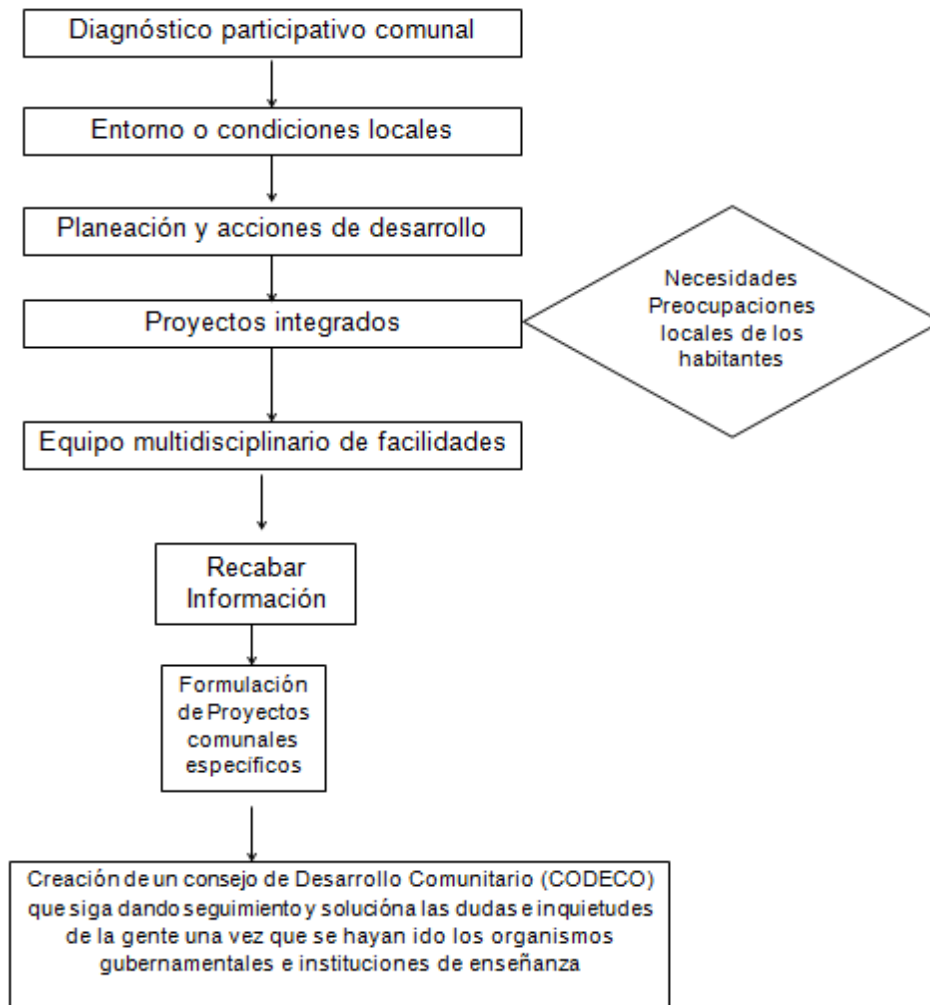 Diagnóstico participativo comunal
Entorno o condiciones locales
Planeación y acciones de desarrollo
Proyectos integrados
Necesidades
Preocupaciones
locales de los
habitantes
Equipo multidisciplinario de facilidades
Recabar
Información
Formulación
de Proyectos
comunales
específicos
Creación de un consejo de Desarrollo Comunitario (CODECO)
que siga dando seguimiento y solucióna las dudas e inquietudes
de la gente una vez que se hayan ido los organismos
gubernamentales e instituciones de enseñanza